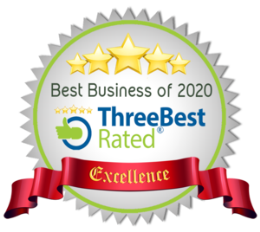 Best Business of 2020
ThreeBest
Rated®
Excellence